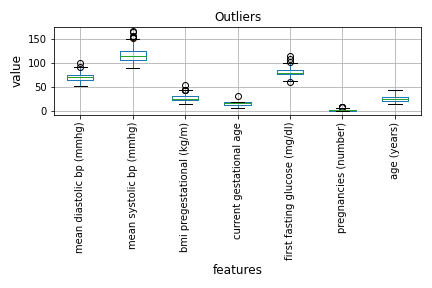 Outliers
value
150
100
50
0
mean diastolic bp (mmhg)
mean systolic bp (mmhg)
bmi pregestational (kg/m)
current gestational age
first fasting glucose (mg/dl)
pregnancies (number)
age (years)
features